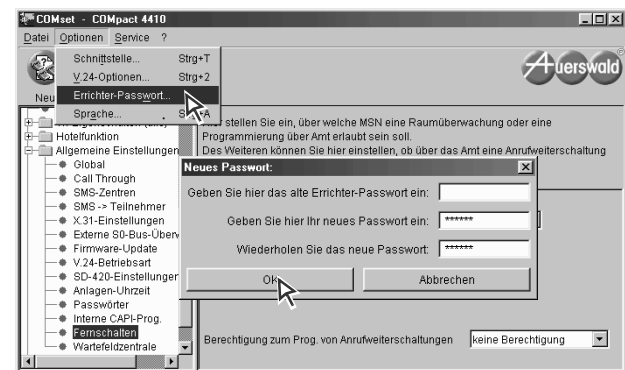 COMset - COMpact 4410
Datei Optionen Service ?
Schnittstelle... Strg+T
V.24-Optionen... Strg+2
Errichter-Passwort...
Sprache...
Auerswald
Neu
Hotelfunktion
Allgemeine Einstellungen
Global
Call Through
SMS-Zentren
SMS -> Teilnehmer
X.31-Einstellungen
Externe S0-Bus-Überw
Firmware-Update
V.24-Betriebsart
SD-420-Einstellungen
Anlagen-Uhrzeit
Passwörter
Interne CAPI-Prog.
Fernschalten
Wartefeldzentrale
stellen Sie ein, über welche MSN eine Raumüberwachung oder eine
Programmierung über Amt erlaubt sein soll.
Des Weiteren können Sie hier einstellen, ob über das Amt eine Anrufweiterschaltung
Neues Passwort:
Geben Sie hier das alte Errichter-Passwort ein:
Geben Sie hier Ihr neues Passwort ein: ******
Wiederholen Sie das neue Passwort: ******
Ok Abbrechen
Berechtigung zum Prog. von Anrufweiterschaltungen keine Berechtigung